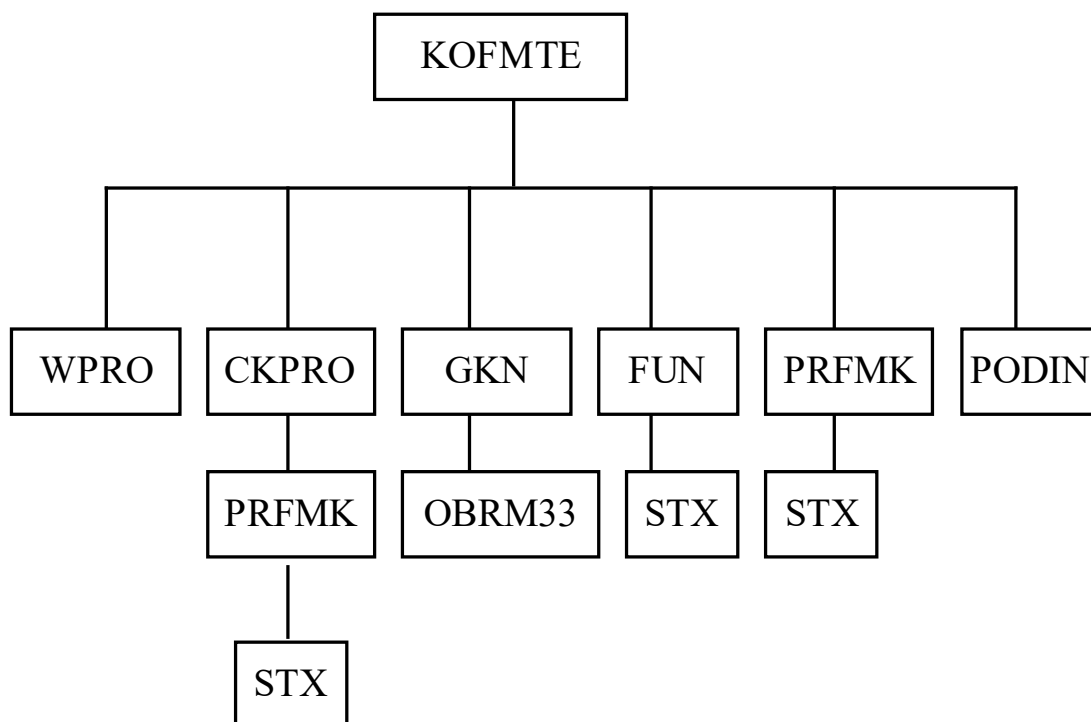 KOFMTE
WPRO CKPRO GKN FUN PRFMK PODIN
PRFMK OBRM33 STX STX
STX